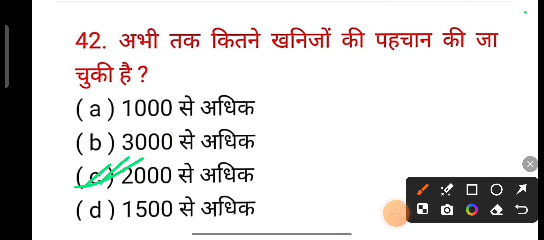 42. अभी तक कितने खनिजों की पहचान की जा
चुकी है ?
( a ) 1000 से अधिक
( b ) 3000 से अधिक
( c ) 2000 से अधिक
( d ) 1500 से अधिक